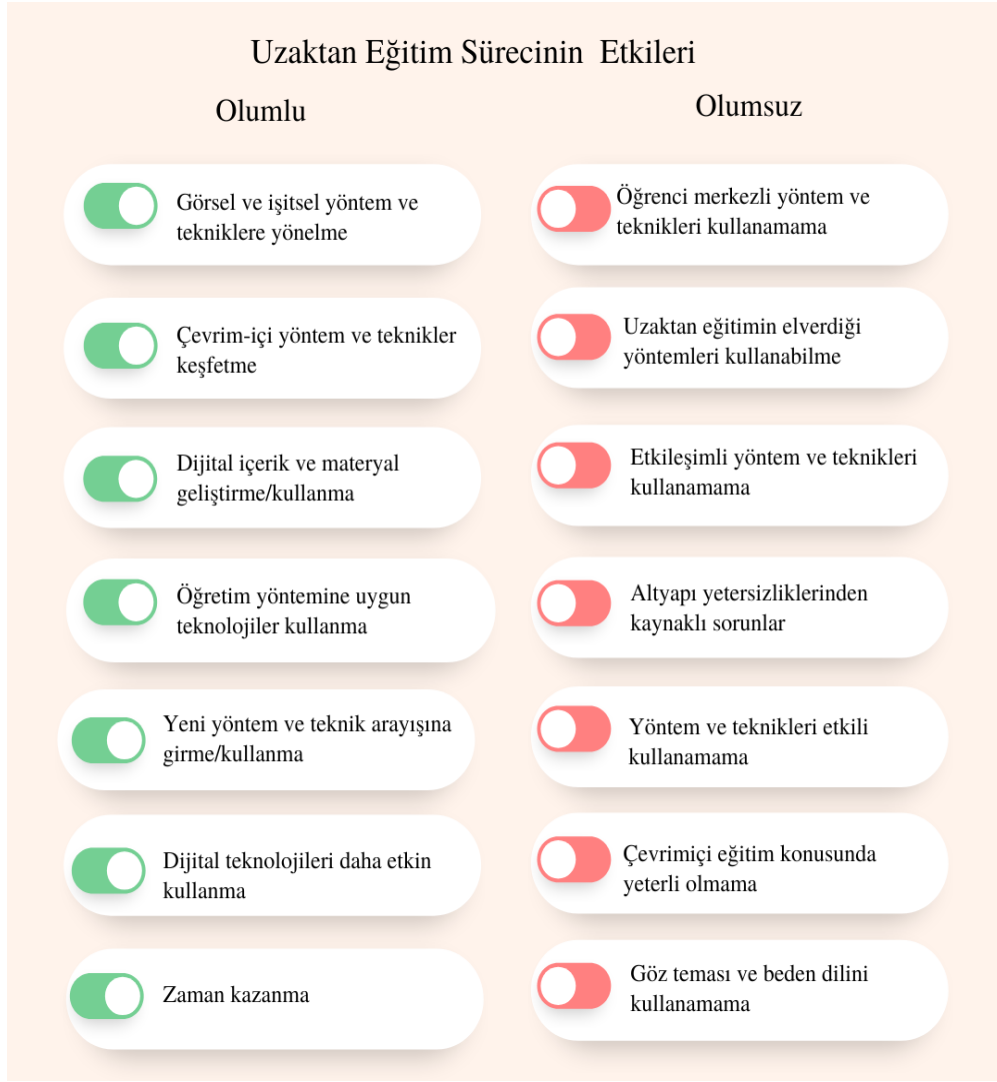 Uzaktan Eğitim Sürecinin Etkileri
Olumlu
Görsel ve işitsel yöntem ve
tekniklere yönelme
Çevrim-içi yöntem ve teknikler
keşfetme
Dijital içerik ve materyal
geliştirme/kullanma
Öğretim yöntemine uygun
teknolojiler kullanma
Yeni yöntem ve teknik arayışına
girme/kullanma
Dijital teknolojileri daha etkin
kullanma
Zaman kazanma
Olumsuz
Öğrenci merkezli yöntem ve
teknikleri kullanamama
Uzaktan eğitimin elverdiği
yöntemleri kullanabilme
Etkileşimli yöntem ve teknikleri
kullanamama
Altyapı yetersizliklerinden
kaynaklı sorunlar
Yöntem ve teknikleri etkili
kullanamama
Çevrimiçi eğitim konusunda
yeterli olmama
Göz teması ve beden dilini
kullanamama